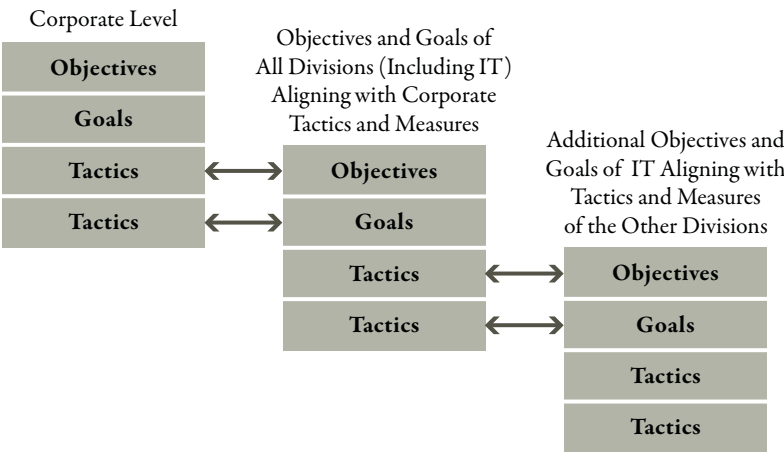 Corporate Level
Objectives
Goals
Tactics
Tactics
Objectives and Goals of
All Divisions (Including IT)
Aligning with Corporate
Tactics and Measures
Objectives
Goals
Tactics
Tactics
Additional Objectives and
Goals of IT Aligning with
Tactics and Measures
of the Other Divisions
Objectives
Goals
Tactics
Tactics